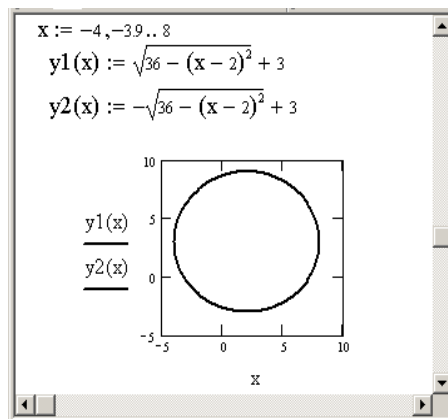 x := -4 , -3.9 .. 8
y1(x) := √(36 − (x − 2)²) + 3
y2(x) := −√(36 − (x − 2)²) + 3
10
y1(x)
5
y2(x)
0
-5
-5 0 5 10
x